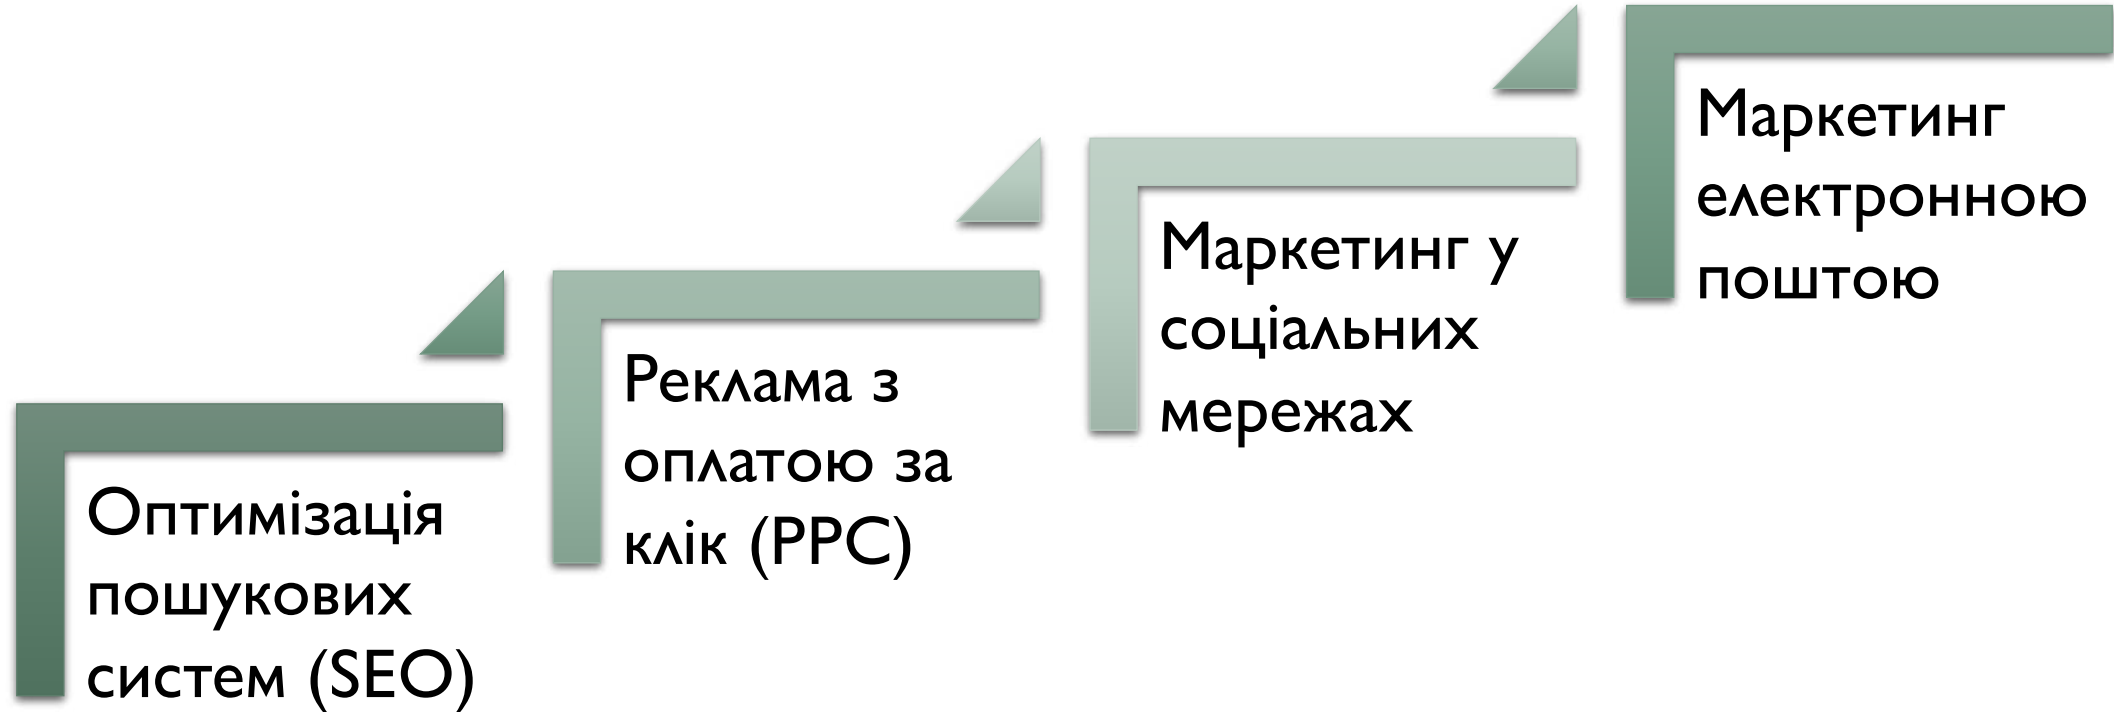 Оптимізація
пошукових
систем (SEO)
Реклама з
оплатою за
клік (PPC)
Маркетинг у
соціальних
мережах
Маркетинг
електронною
поштою